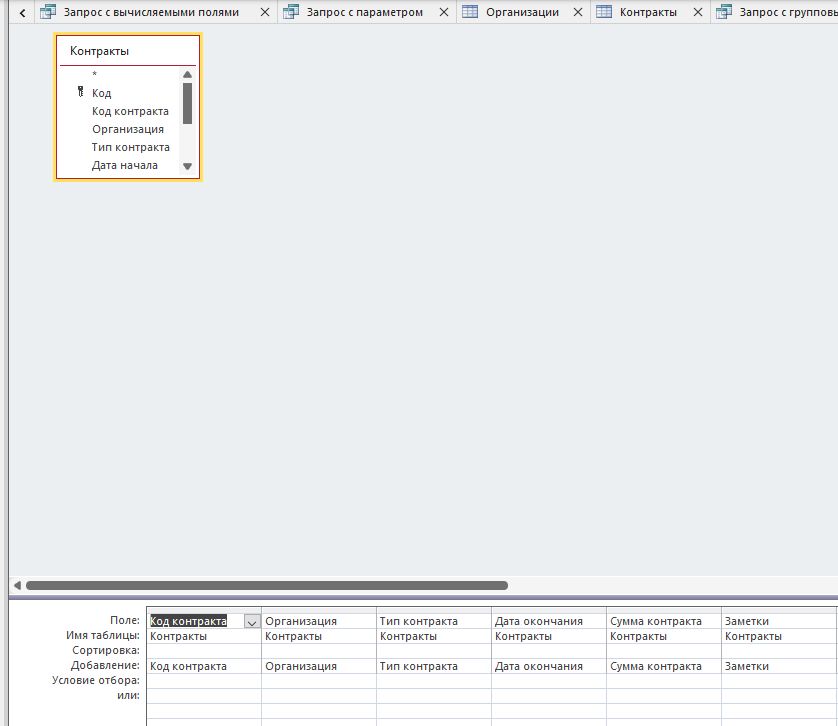 Запрос с вычисляемыми полями Запрос с параметром Организации Контракты Запрос с групповы
Контракты
*
Код
Код контракта
Организация
Тип контракта
Дата начала
Поле: Код контракта Организация Тип контракта Дата окончания Сумма контракта Заметки
Имя таблицы: Контракты Контракты Контракты Контракты Контракты Контракты
Сортировка:
Добавление: Код контракта Организация Тип контракта Дата окончания Сумма контракта Заметки
Условие отбора:
или: